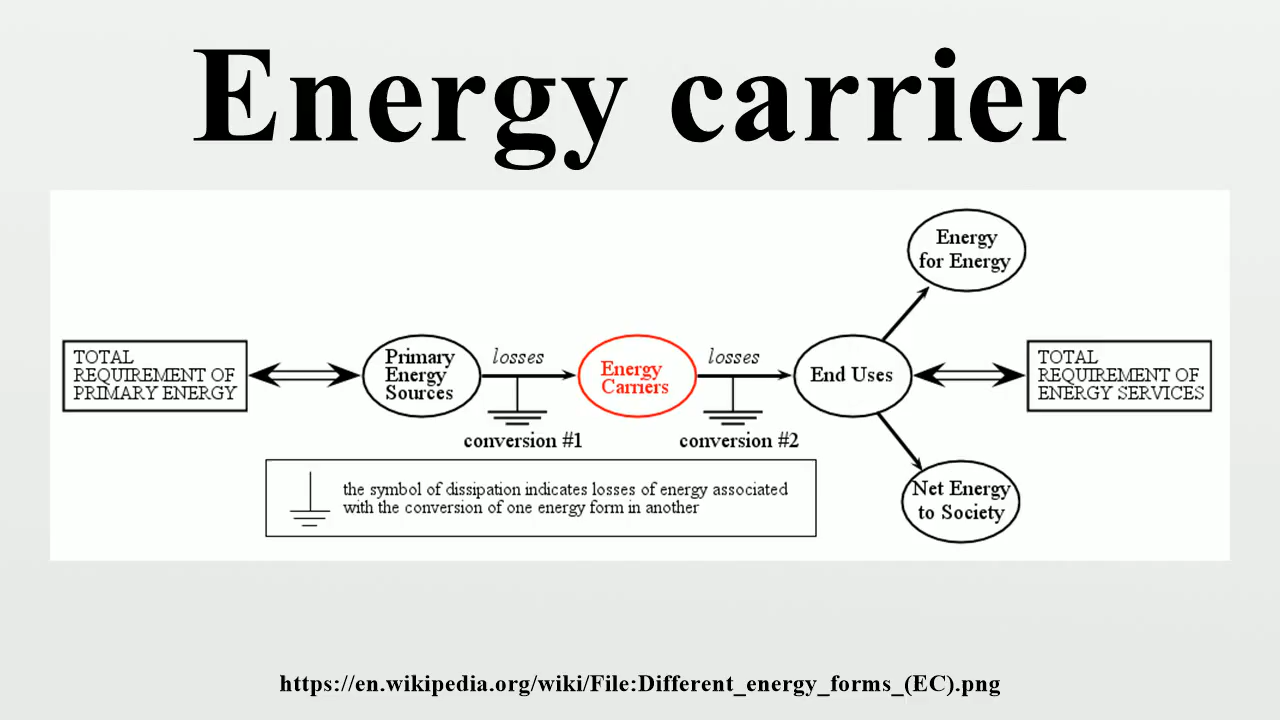 Energy carrier
Energy
for Energy
TOTAL
REQUIREMENT OF
PRIMARY ENERGY
Primary
Energy
Sources
losses
Energy
Carriers
losses
End Uses
TOTAL
REQUIREMENT OF
ENERGY SERVICES
conversion #1
conversion #2
the symbol of dissipation indicates losses of energy associated
with the conversion of one energy form in another
Net Energy
to Society
https://en.wikipedia.org/wiki/File:Different_energy_forms_(EC).png